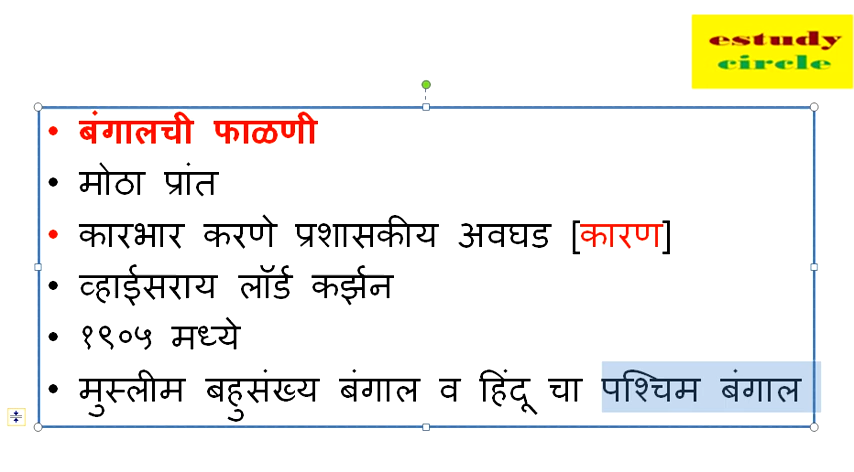 estudy
circle
• बंगालची फाळणी
• मोठा प्रांत
• कारभार करणे प्रशासकीय अवघड [कारण]
• व्हाईसराय लॉर्ड कर्झन
• १९०५ मध्ये
• मुस्लीम बहुसंख्य बंगाल व हिंदू चा पश्चिम बंगाल